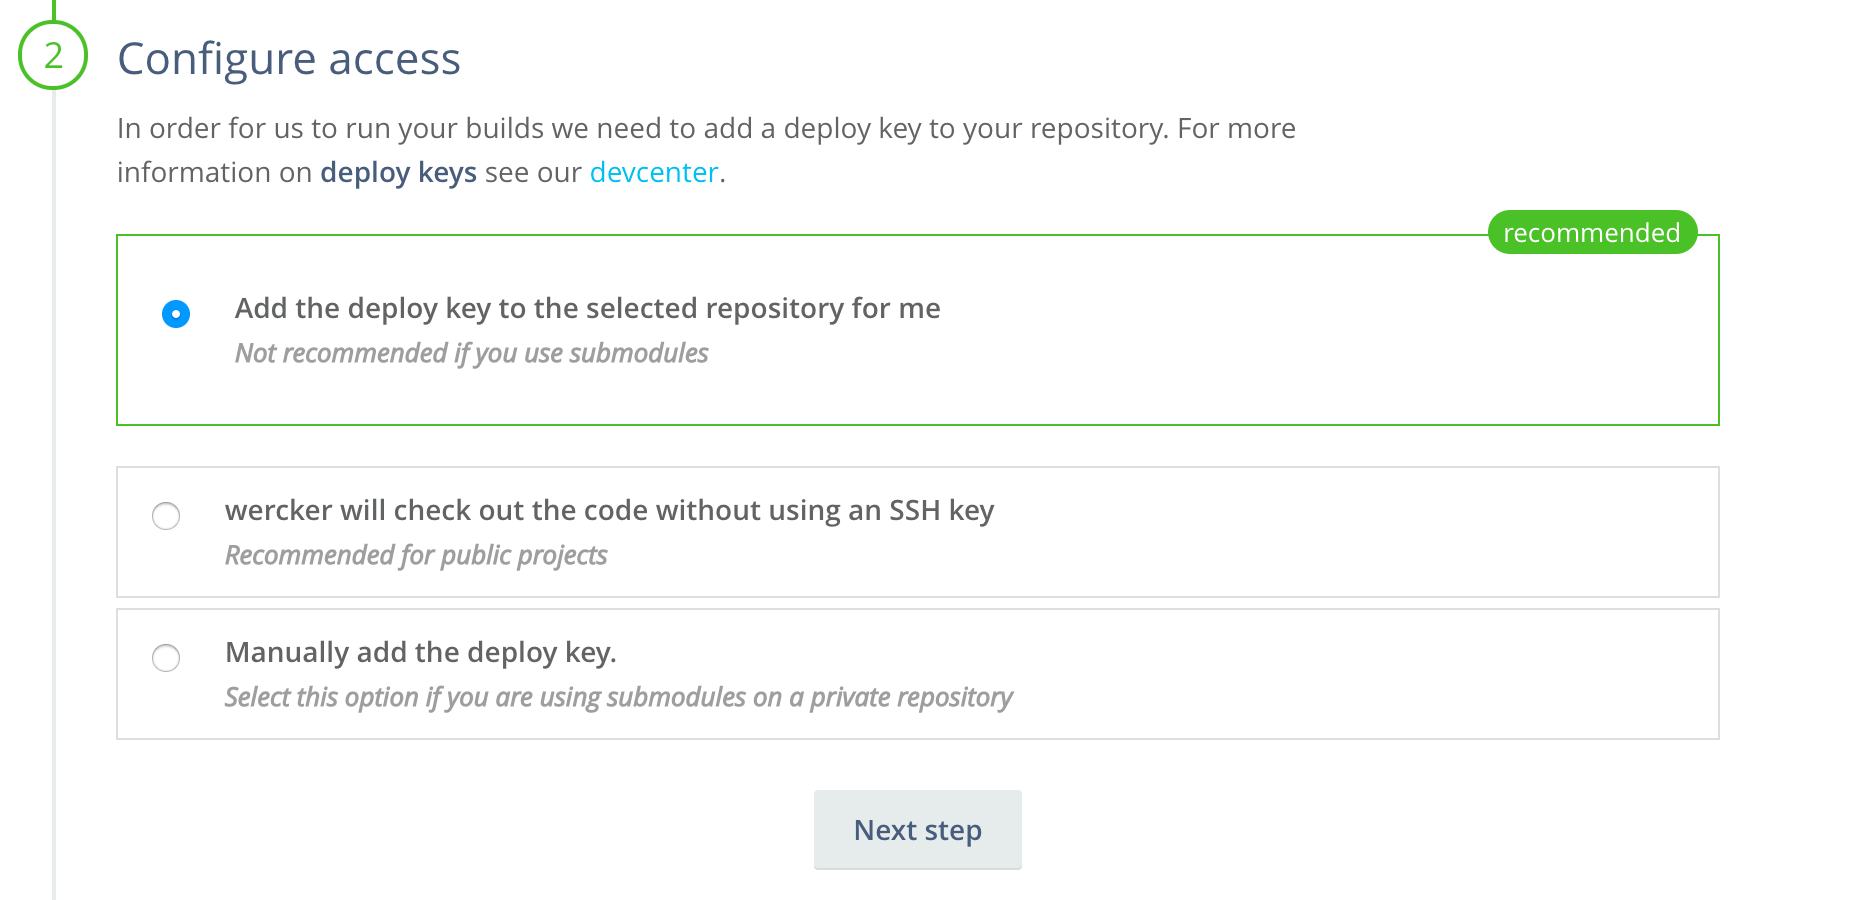 2
Configure access
In order for us to run your builds we need to add a deploy key to your repository. For more
information on deploy keys see our devcenter.
recommended
Add the deploy key to the selected repository for me
Not recommended if you use submodules
wercker will check out the code without using an SSH key
Recommended for public projects
Manually add the deploy key.
Select this option if you are using submodules on a private repository
Next step